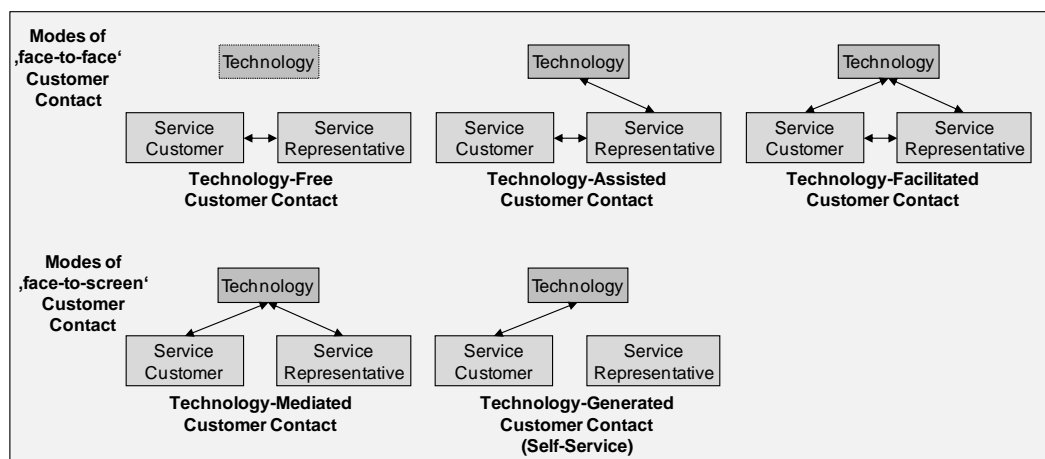 Modes of
‚face-to-face‘
Customer
Contact
Technology
Service
Customer
Service
Representative
Technology-Free
Customer Contact
Technology
Service
Customer
Service
Representative
Technology-Assisted
Customer Contact
Technology
Service
Customer
Service
Representative
Technology-Facilitated
Customer Contact
Modes of
‚face-to-screen‘
Customer
Contact
Technology
Service
Customer
Service
Representative
Technology-Mediated
Customer Contact
Technology
Service
Customer
Service
Representative
Technology-Generated
Customer Contact
(Self-Service)